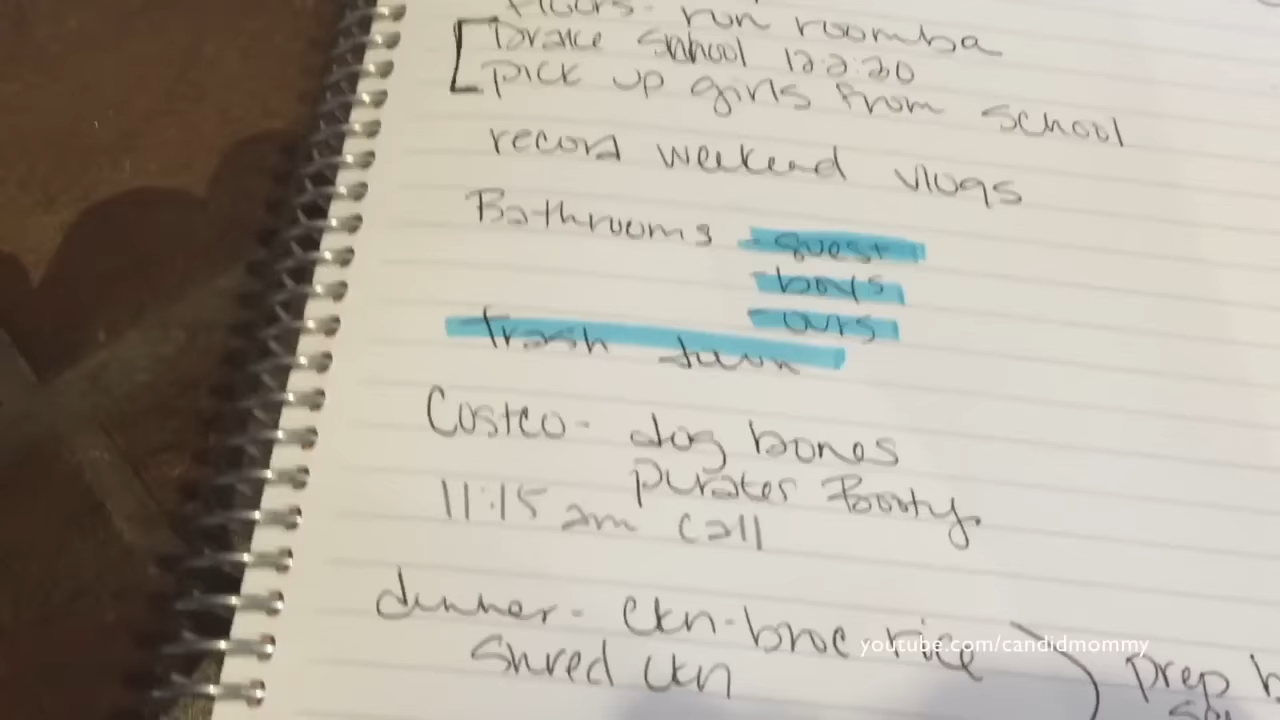 Floors- run roomba
school 12:20
pick up girls from school
record weekend vlogs
Bathrooms - guest
- boys
- ours
trash down
Costco- dog bones
pirates Booty
11:15 am call
dinner- ckn-broc rice
shred ckn
prep
youtube.com/candidmommy